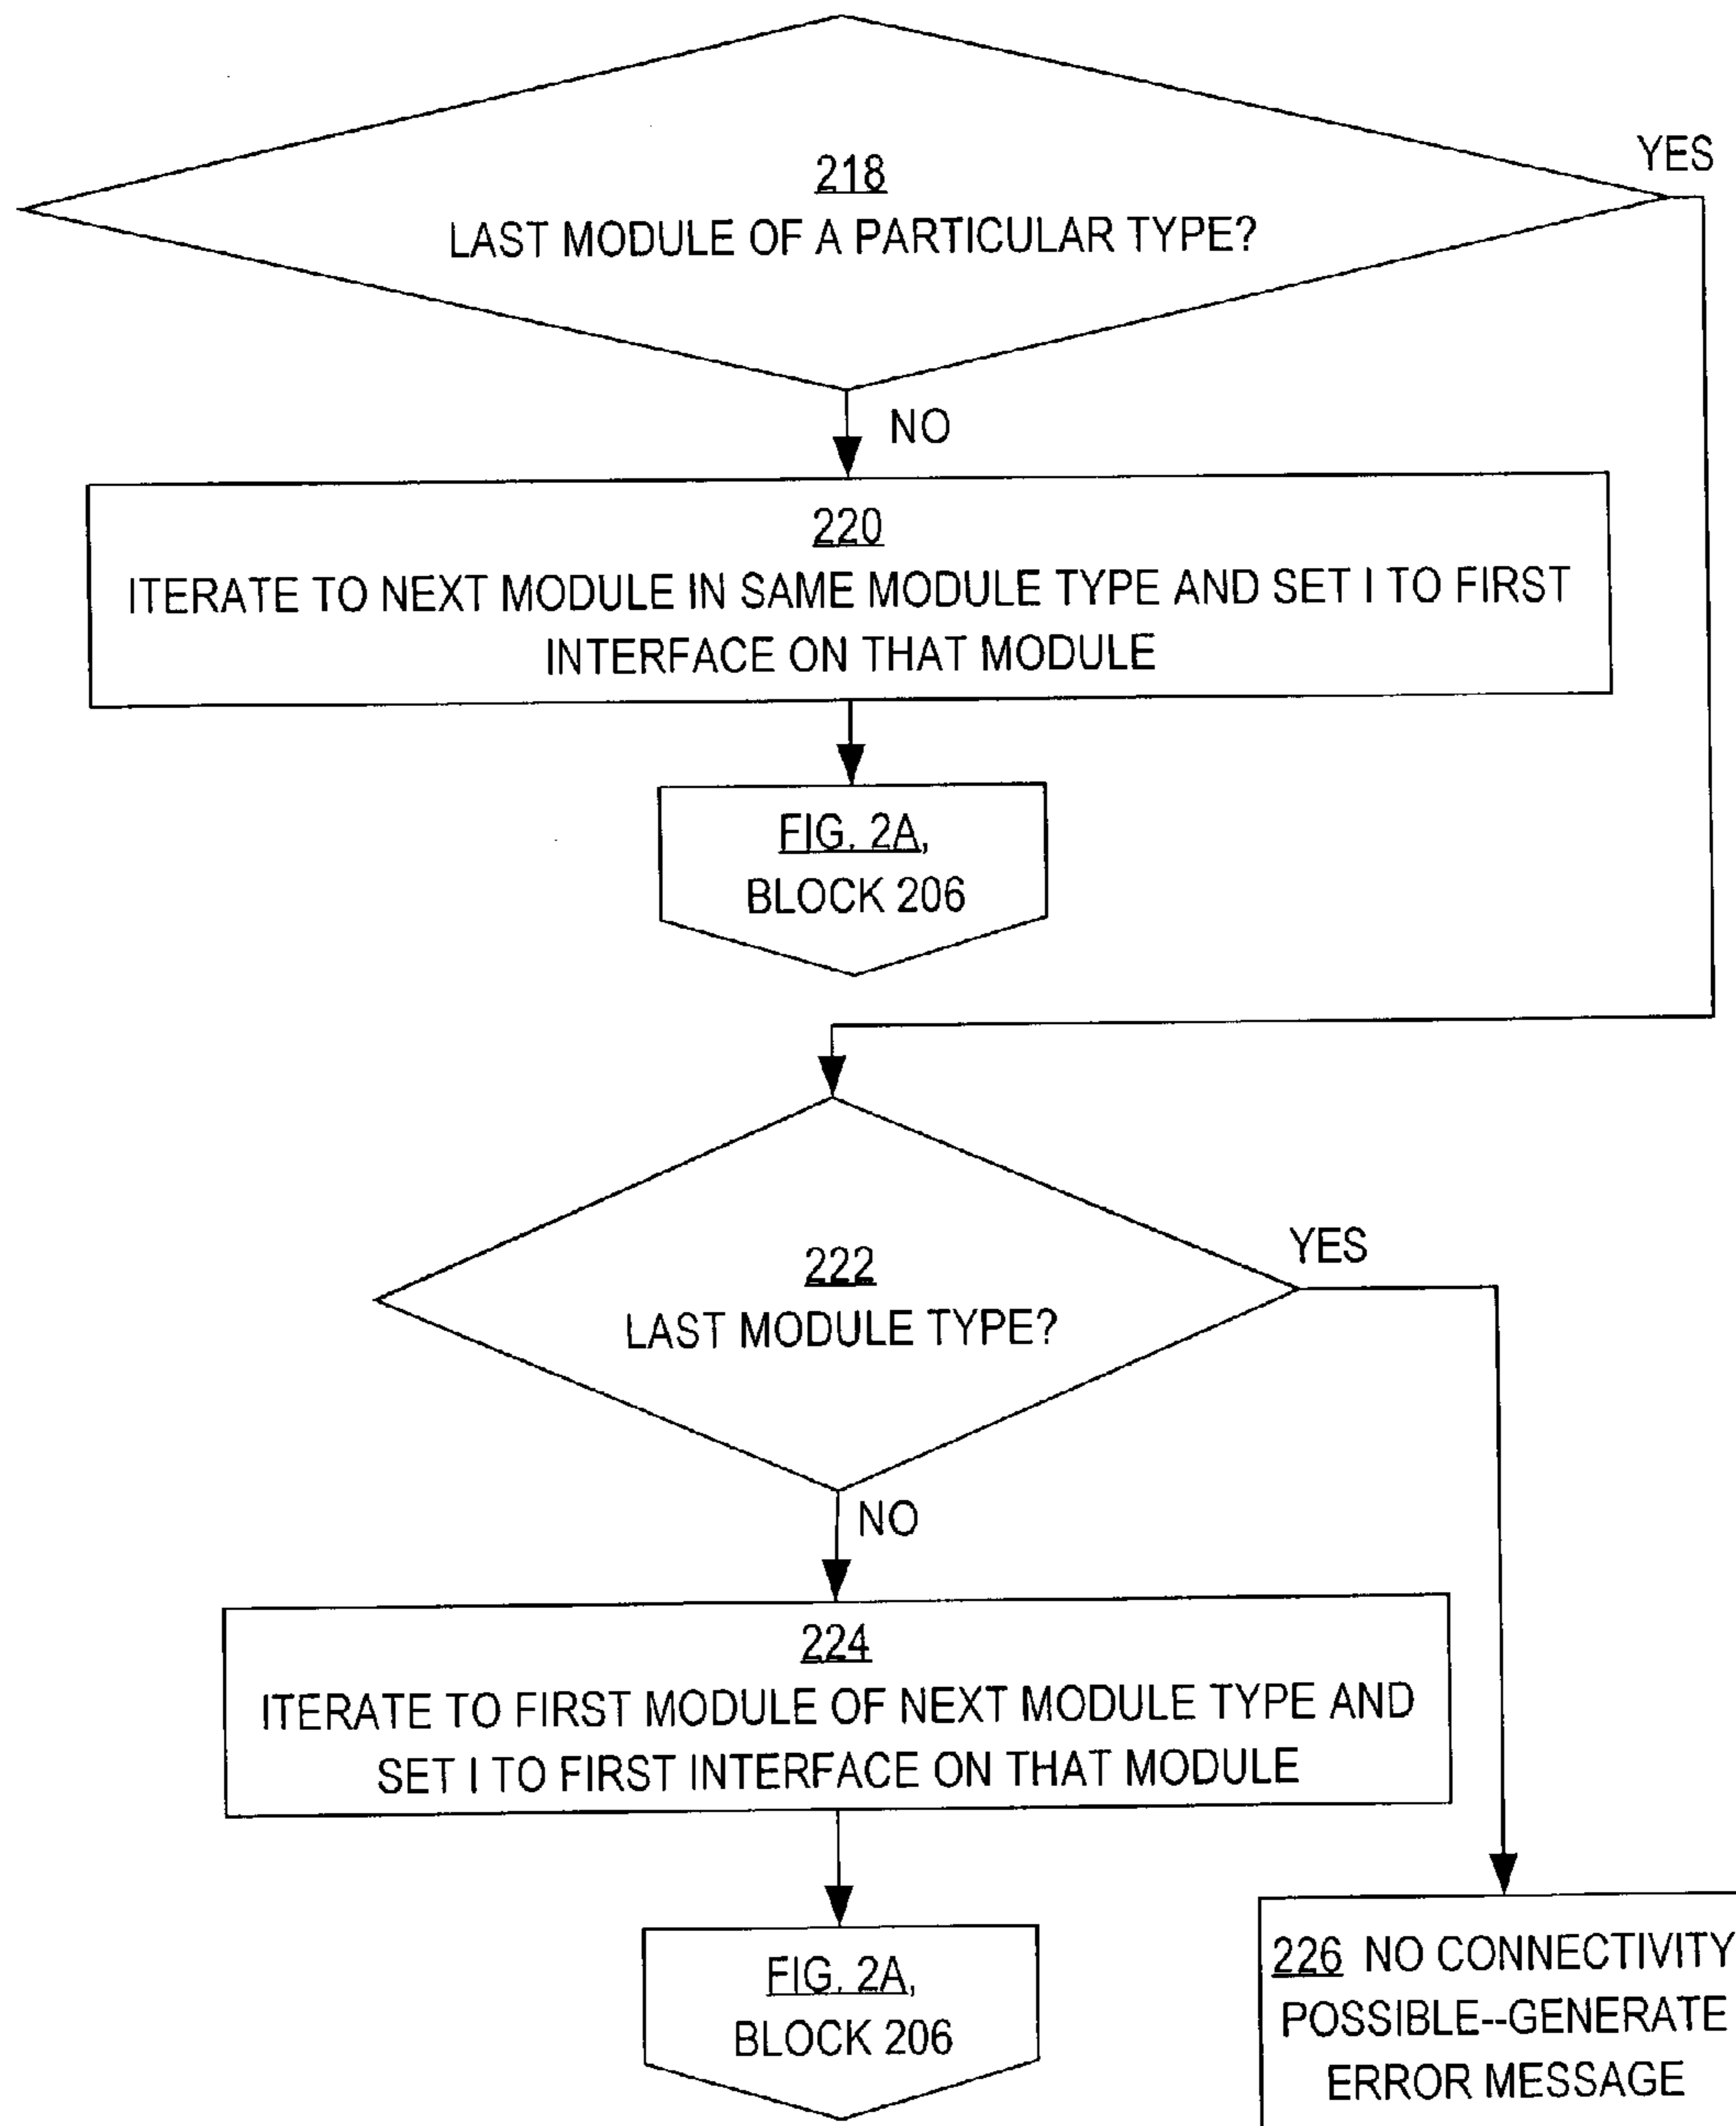 218
LAST MODULE OF A PARTICULAR TYPE?
YES
NO
220
ITERATE TO NEXT MODULE IN SAME MODULE TYPE AND SET I TO FIRST
INTERFACE ON THAT MODULE
FIG. 2A,
BLOCK 206
222
LAST MODULE TYPE?
YES
NO
224
ITERATE TO FIRST MODULE OF NEXT MODULE TYPE AND
SET I TO FIRST INTERFACE ON THAT MODULE
FIG. 2A,
BLOCK 206
226 NO CONNECTIVITY
POSSIBLE--GENERATE
ERROR MESSAGE